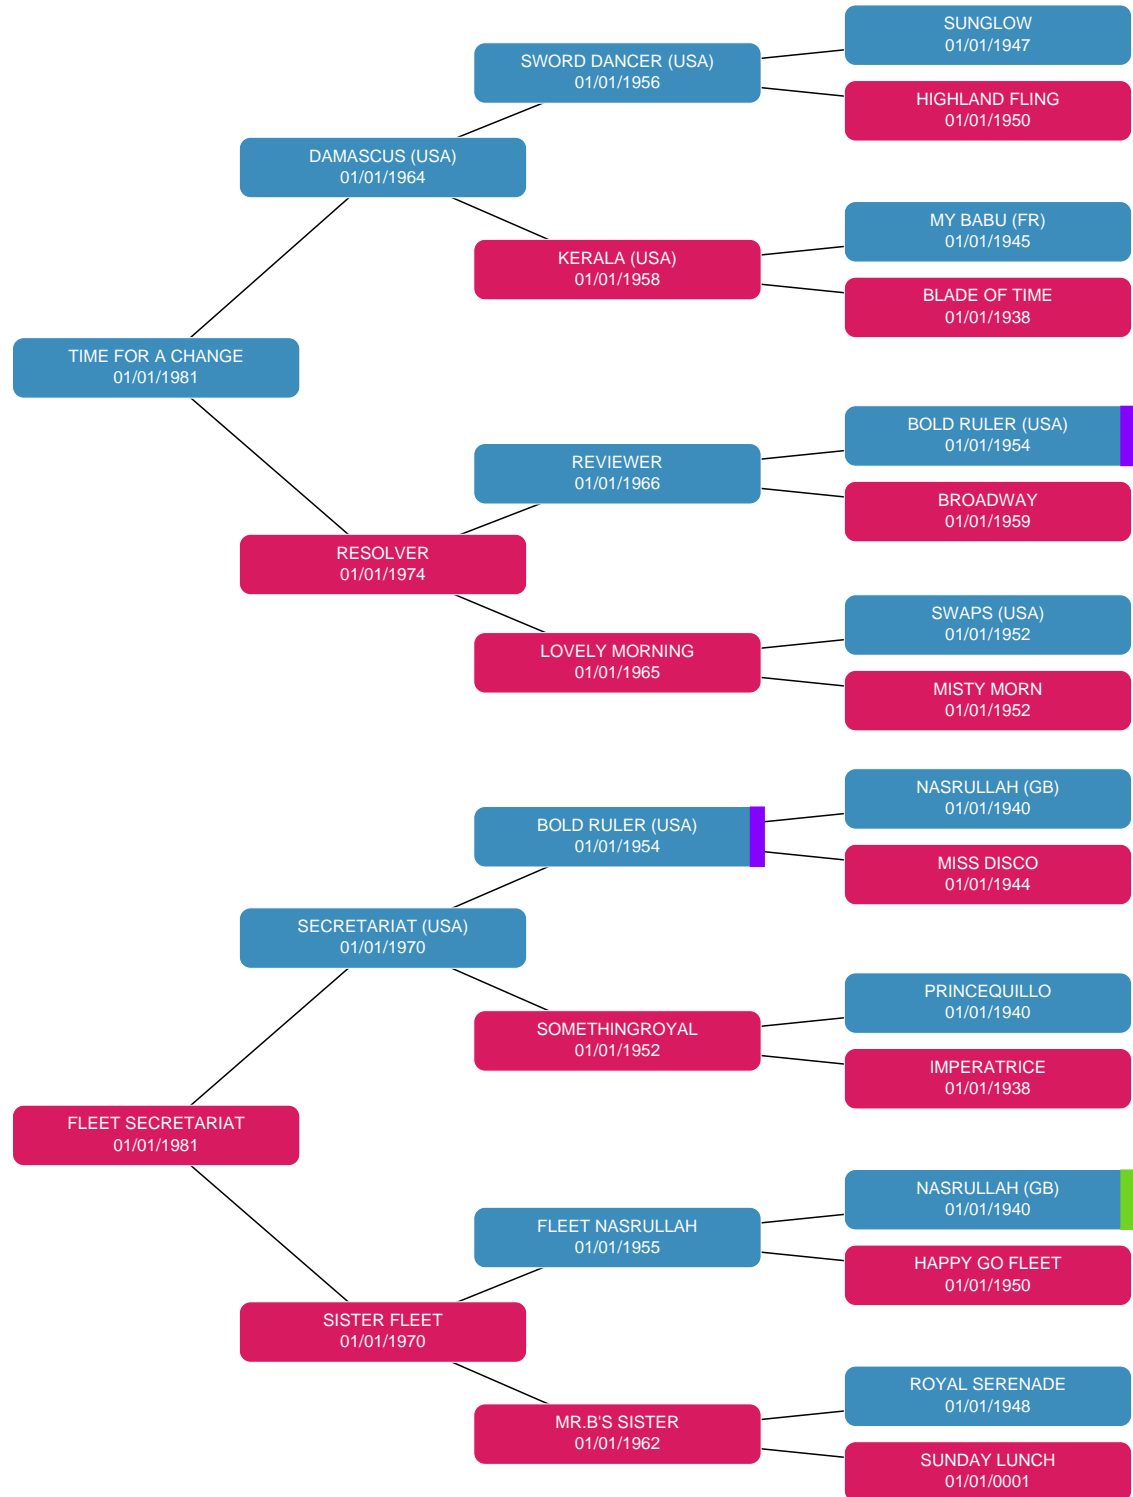 SUNGLOW
01/01/1947
SWORD DANCER (USA)
01/01/1956
HIGHLAND FLING
01/01/1950
DAMASCUS (USA)
01/01/1964
MY BABU (FR)
01/01/1945
KERALA (USA)
01/01/1958
BLADE OF TIME
01/01/1938
TIME FOR A CHANGE
01/01/1981
BOLD RULER (USA)
01/01/1954
REVIEWER
01/01/1966
BROADWAY
01/01/1959
RESOLVER
01/01/1974
SWAPS (USA)
01/01/1952
LOVELY MORNING
01/01/1965
MISTY MORN
01/01/1952
NASRULLAH (GB)
01/01/1940
BOLD RULER (USA)
01/01/1954
MISS DISCO
01/01/1944
SECRETARIAT (USA)
01/01/1970
PRINCEQUILLO
01/01/1940
SOMETHINGROYAL
01/01/1952
IMPERATRICE
01/01/1938
FLEET SECRETARIAT
01/01/1981
NASRULLAH (GB)
01/01/1940
FLEET NASRULLAH
01/01/1955
HAPPY GO FLEET
01/01/1950
SISTER FLEET
01/01/1970
ROYAL SERENADE
01/01/1948
MR.B'S SISTER
01/01/1962
SUNDAY LUNCH
01/01/0001